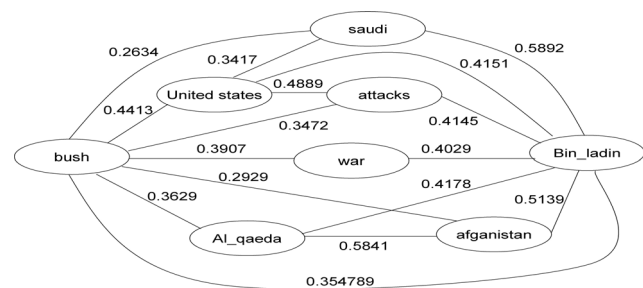 saudi
0.2634
0.3417
0.5892
0.4151
United states
0.4889
attacks
0.4413
0.3472
0.4145
bush
0.3907
war
0.4029
Bin_ladin
0.2929
0.4178
0.3629
0.5139
Al_qaeda
0.5841
afganistan
0.354789